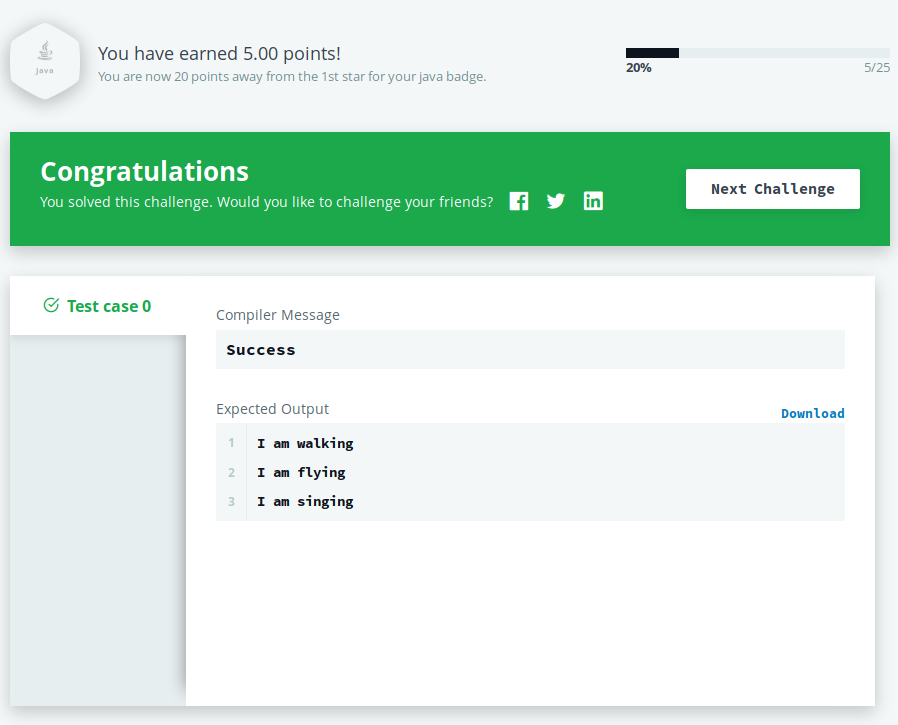 Java
You have earned 5.00 points!
You are now 20 points away from the 1st star for your java badge.
20%
5/25
Congratulations
You solved this challenge. Would you like to challenge your friends?
Next Challenge
Test case 0
Compiler Message
Success
Expected Output
Download
1 I am walking
2 I am flying
3 I am singing